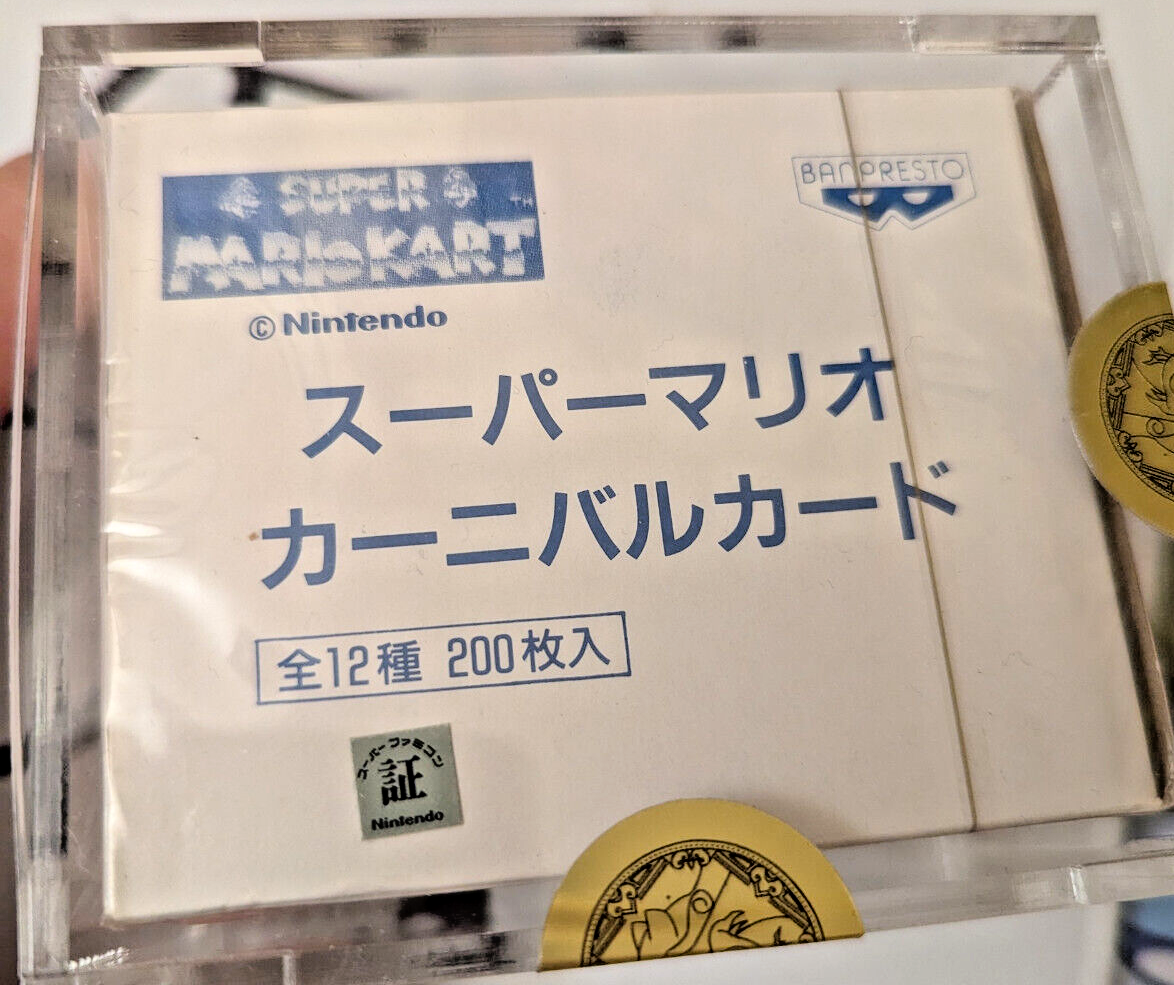 SUPER
MARIO KART TM
BANPRESTO
©Nintendo
スーパーマリオ
カーニバルカード
全12種 200枚入
スーパーファミコン
証
Nintendo